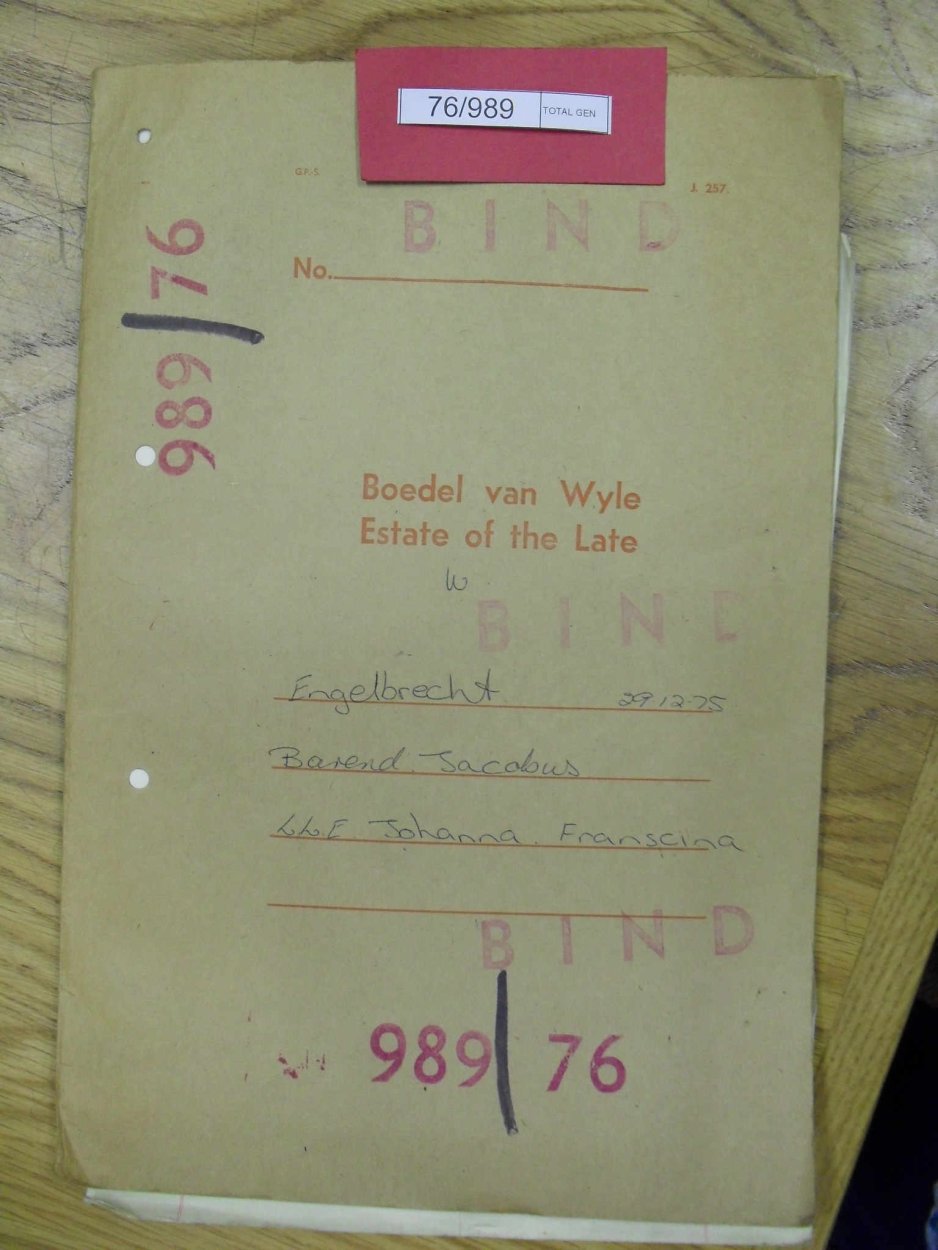 76/989 TOTAL GEN
G.P.-S. J. 257.
BIND
No.
989/76
Boedel van Wyle
Estate of the Late
W
BIND
Engelbrecht 29.12.75
Barend Jacobus
Johanna Franscina
BIND
989/76